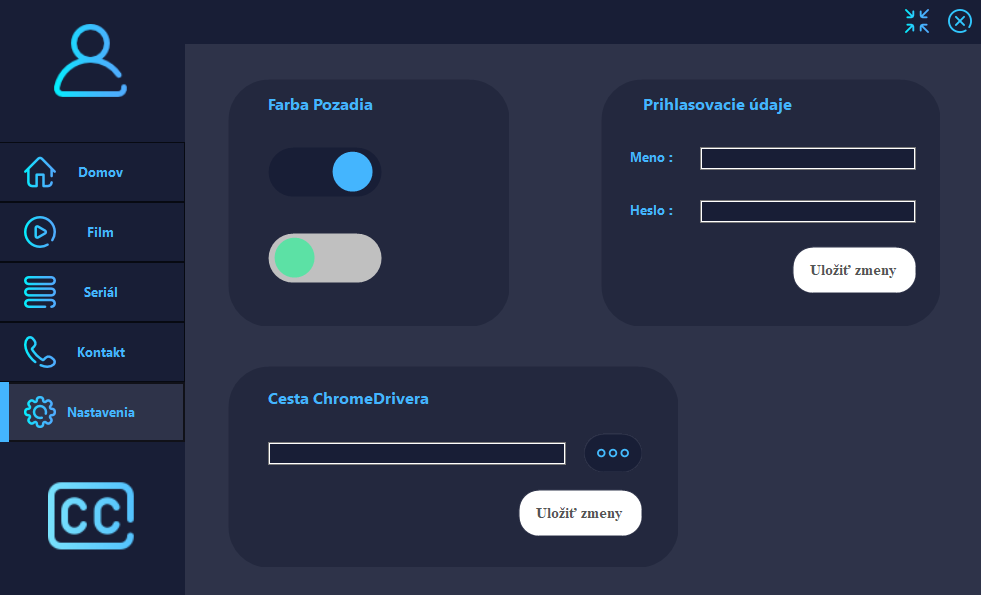 Domov
Film
Seriál
Kontakt
Nastavenia
CC
Farba Pozadia
Prihlasovacie údaje
Meno :
Heslo :
Uložiť zmeny
Cesta ChromeDrivera
Uložiť zmeny